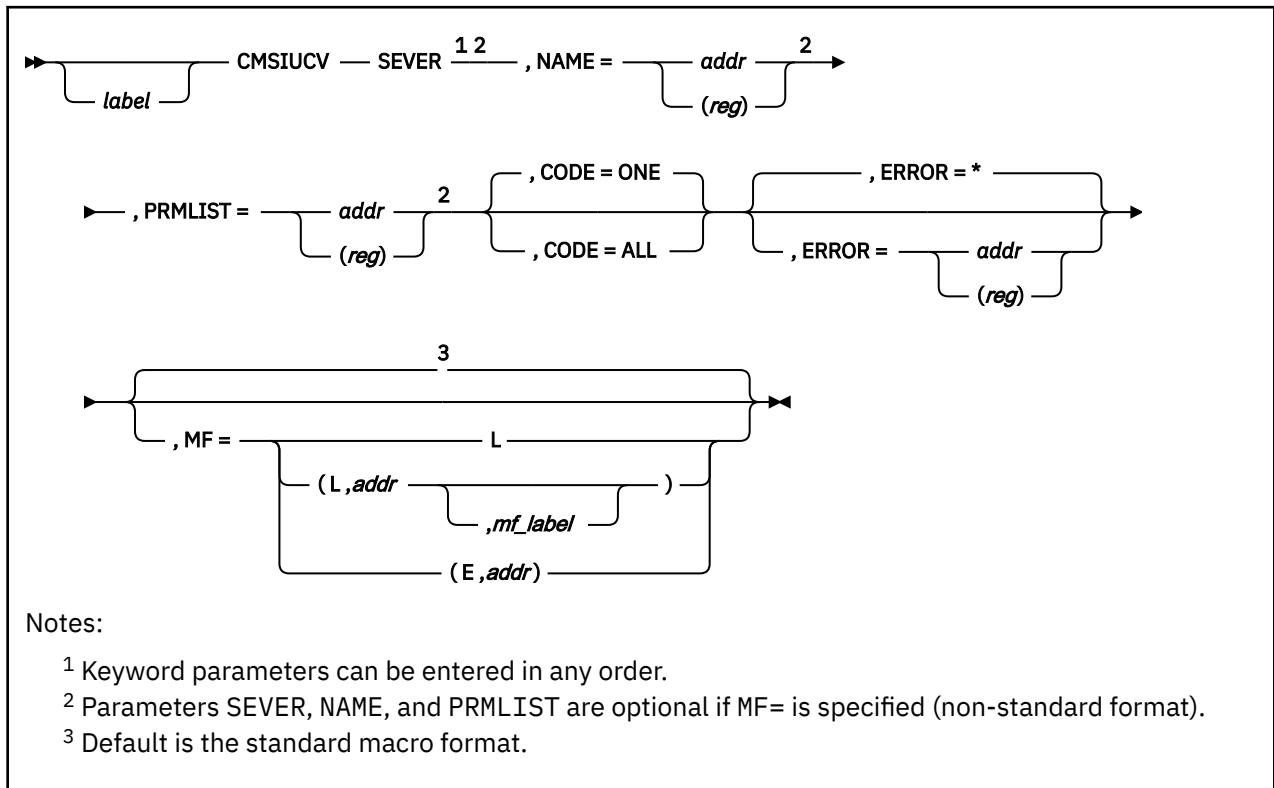 1 2 2
CMSIUCV SEVER , NAME = addr
label (reg)
, CODE = ONE , ERROR = *
2
, PRMLIST = addr
(reg) , CODE = ALL , ERROR = addr
(reg)
3
, MF = L
( L ,addr )
,mf_label
( E ,addr)
Notes:
1 Keyword parameters can be entered in any order.
2 Parameters SEVER, NAME, and PRMLIST are optional if MF= is specified (non-standard format).
3 Default is the standard macro format.